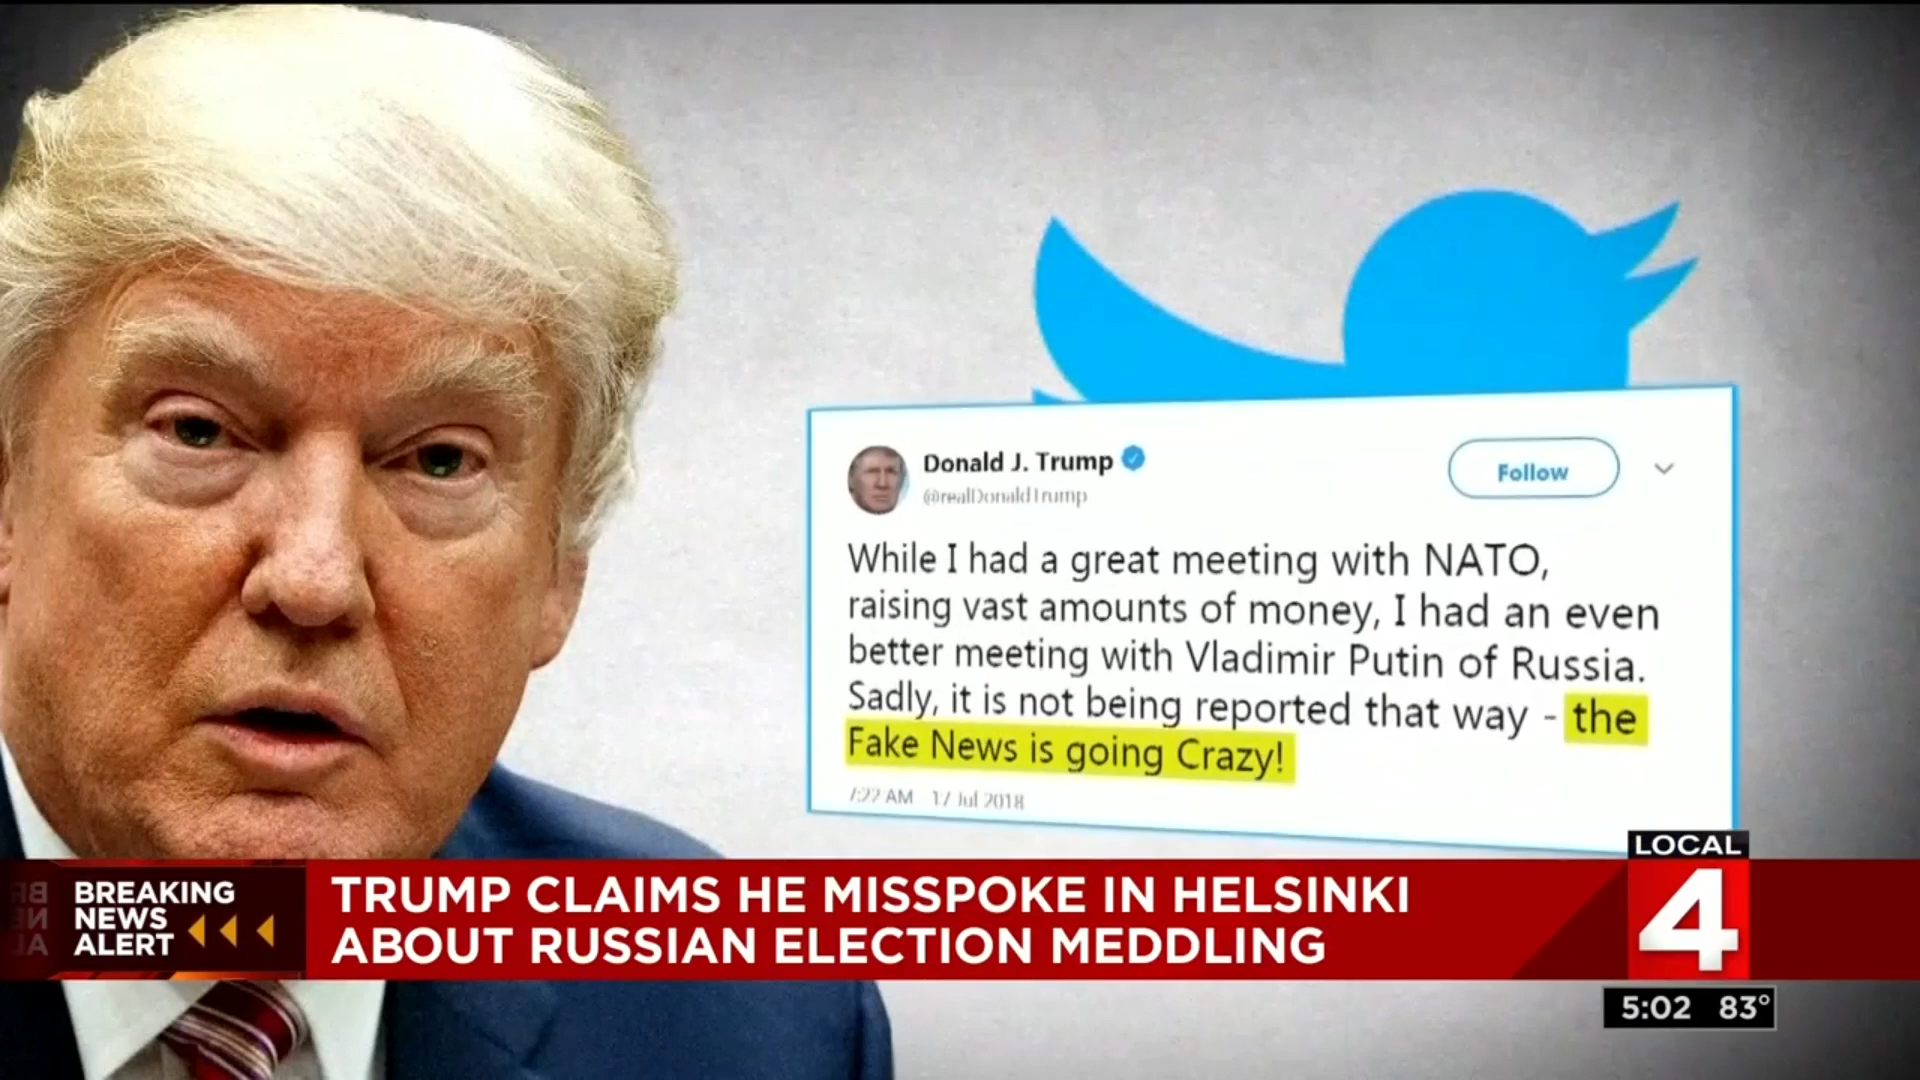 Donald J. Trump
@realDonaldTrump
Follow
While I had a great meeting with NATO,
raising vast amounts of money, I had an even
better meeting with Vladimir Putin of Russia.
Sadly, it is not being reported that way - the
Fake News is going Crazy!
7:22 AM 17 Jul 2018
LOCAL
4
BREAKING
NEWS
ALERT
TRUMP CLAIMS HE MISSPOKE IN HELSINKI
ABOUT RUSSIAN ELECTION MEDDLING
5:02 83°